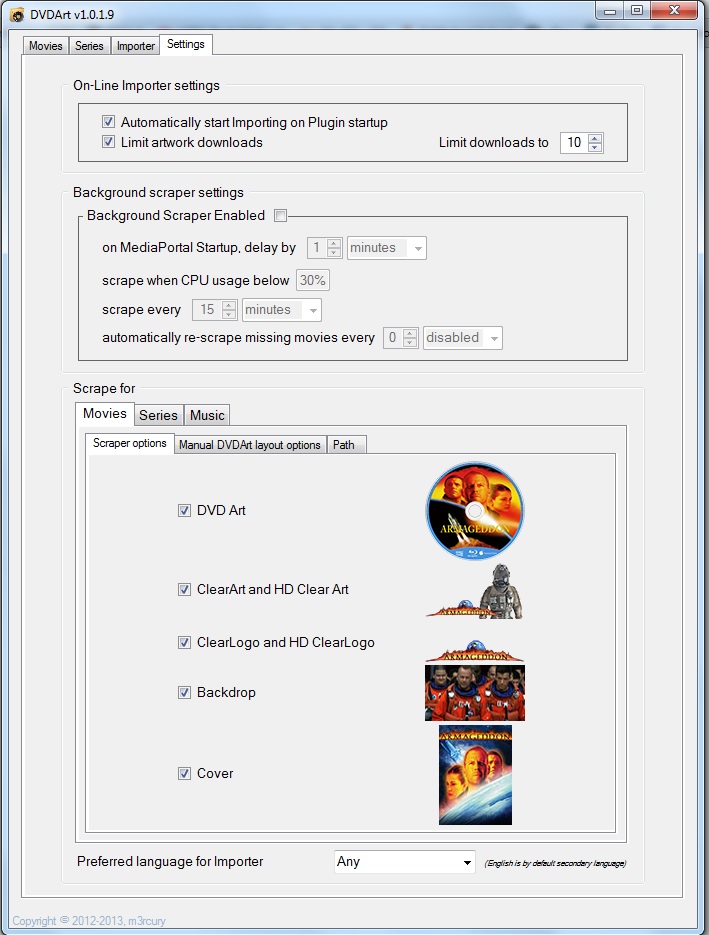 DVDArt v1.0.1.9
Movies Series Importer Settings
On-Line Importer settings
Automatically start Importing on Plugin startup
Limit artwork downloads Limit downloads to 10
Background scraper settings
Background Scraper Enabled
on MediaPortal Startup, delay by 1 minutes
scrape when CPU usage below 30%
scrape every 15 minutes
automatically re-scrape missing movies every 0 disabled
Scrape for
Movies Series Music
Scraper options Manual DVDArt layout options Path
DVD Art
ARMAGEDDON
ClearArt and HD Clear Art
ARMAGEDDON
ClearLogo and HD ClearLogo
ARMAGEDDON
Backdrop
ARMAGEDDON
Cover
Preferred language for Importer Any (English is by default secondary language)
Copyright © 2012-2013, m3rcury